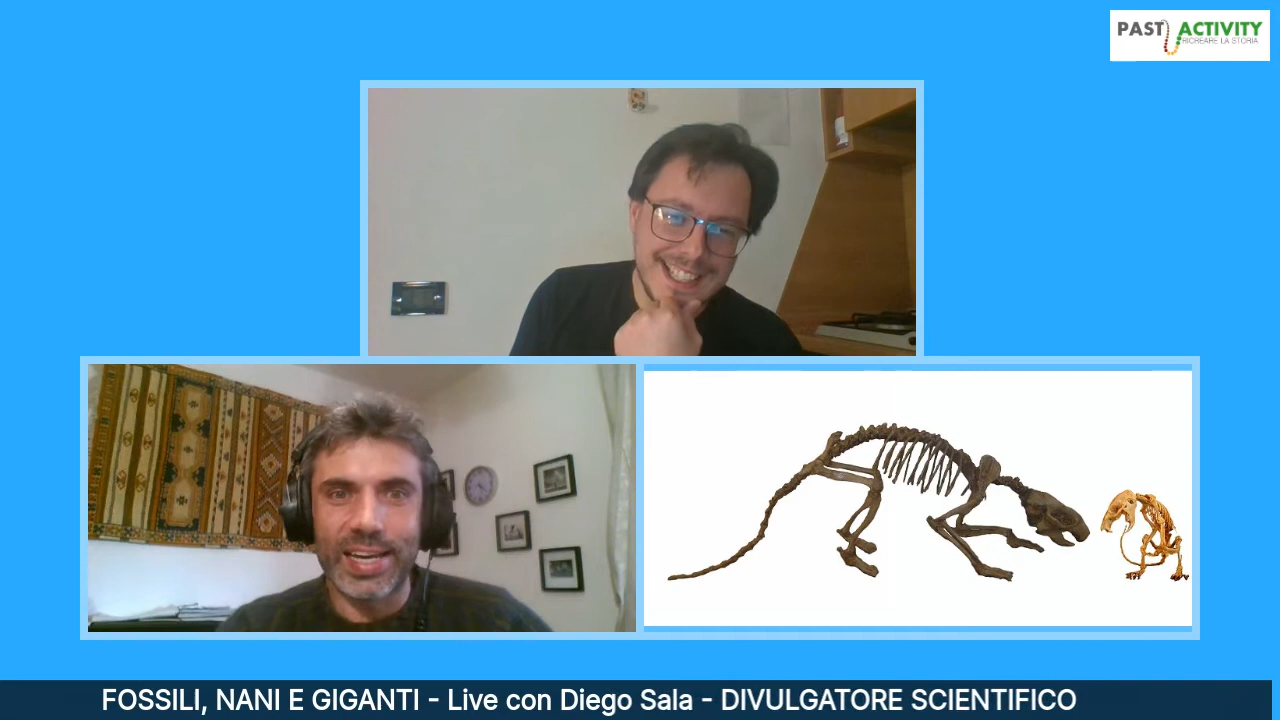 PAST ACTIVITY
RICREARE LA STORIA
FOSSILI, NANI E GIGANTI - Live con Diego Sala - DIVULGATORE SCIENTIFICO